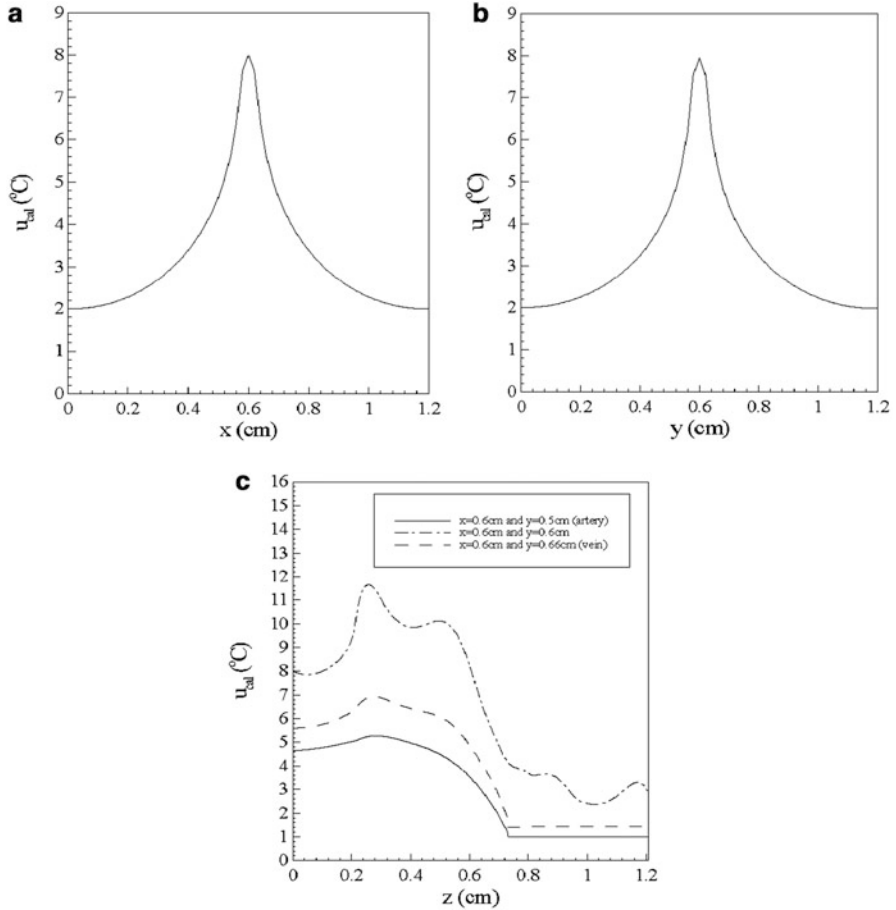 a
9
8
7
6
5
4
3
2
1
0
u_cal (°C)
0 0.2 0.4 0.6 0.8 1 1.2
x (cm)
b
9
8
7
6
5
4
3
2
1
0
u_cal (°C)
0 0.2 0.4 0.6 0.8 1 1.2
y (cm)
c
16
15
14
13
12
11
10
9
8
7
6
5
4
3
2
1
0
u_cal (°C)
x=0.6cm and y=0.5cm (artery)
x=0.6cm and y=0.6cm
x=0.6cm and y=0.66cm (vein)
0 0.2 0.4 0.6 0.8 1 1.2
z (cm)